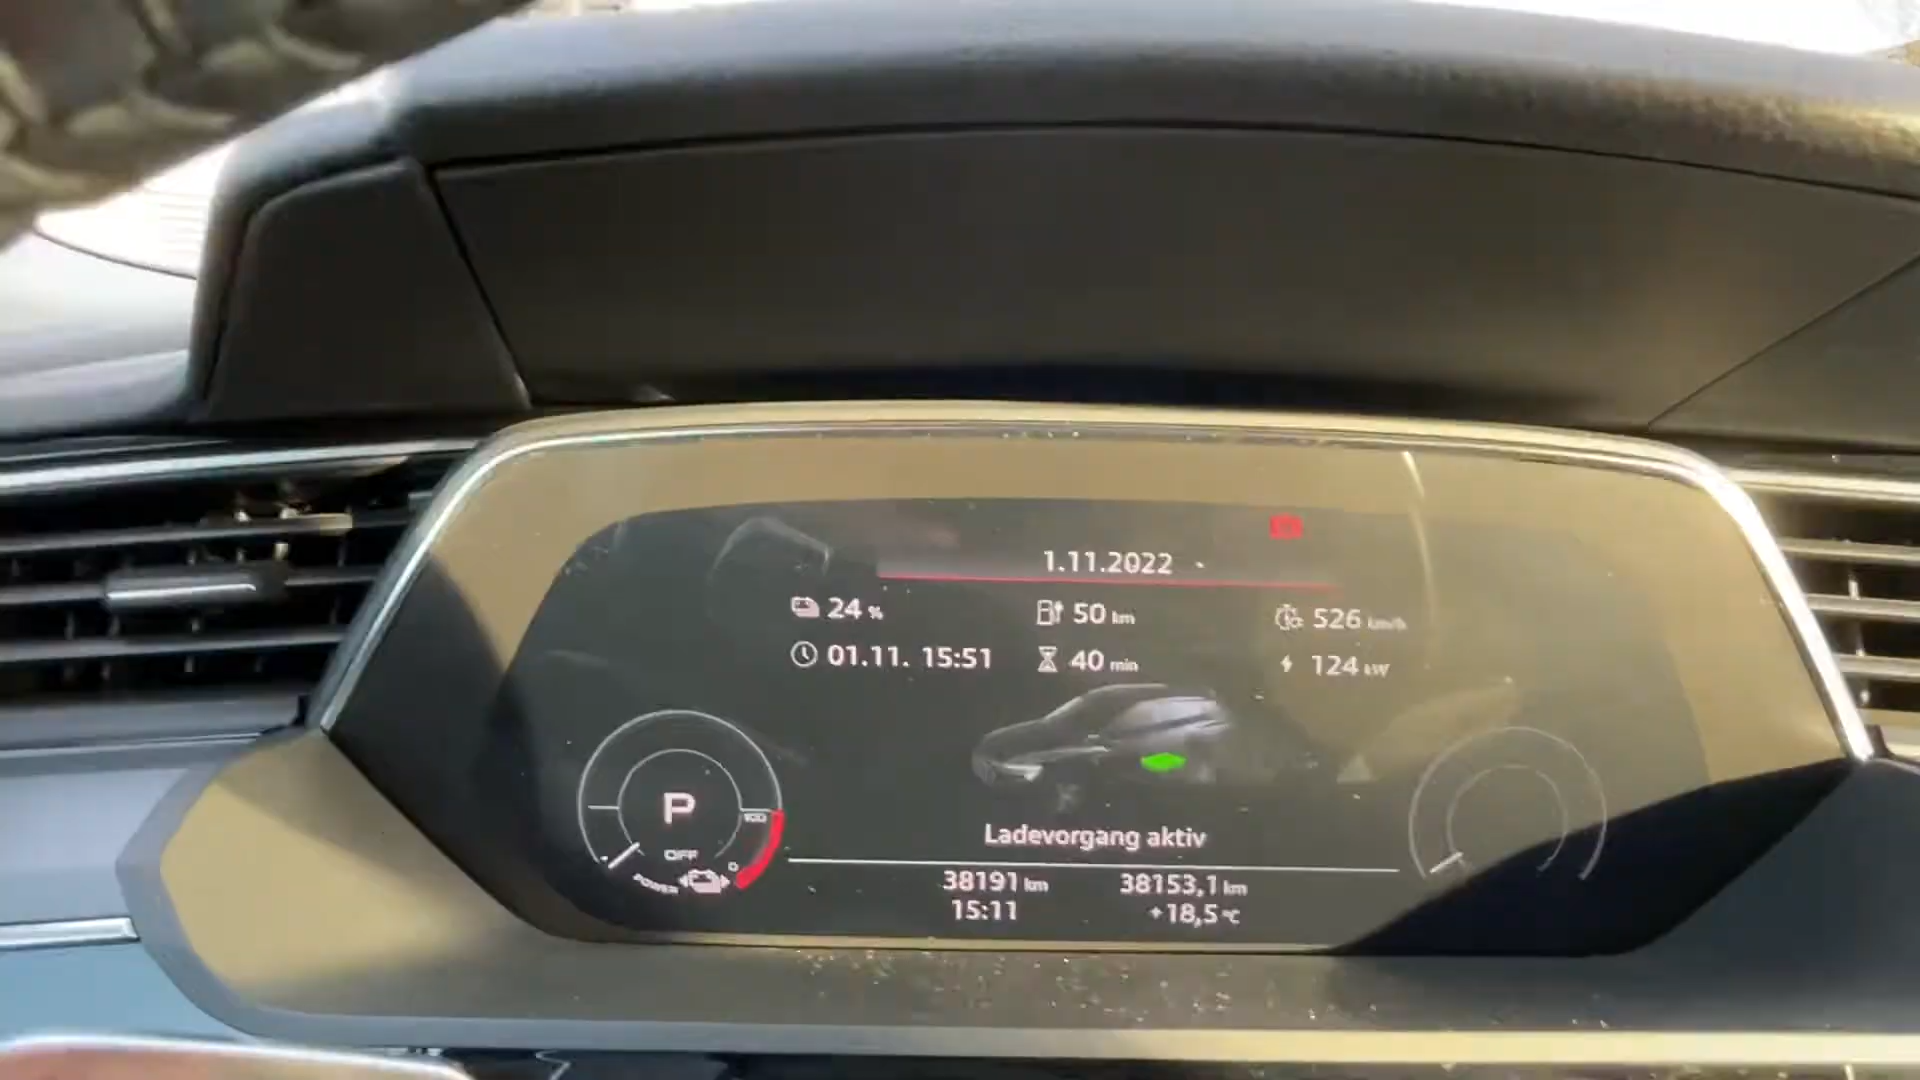 1.11.2022
24 % 50 km 526 km/h
01.11. 15:51 40 min 124 kW
P
100
OFF
0
POWER
Ladevorgang aktiv
38191 km 38153,1 km
15:11 +18,5 °C